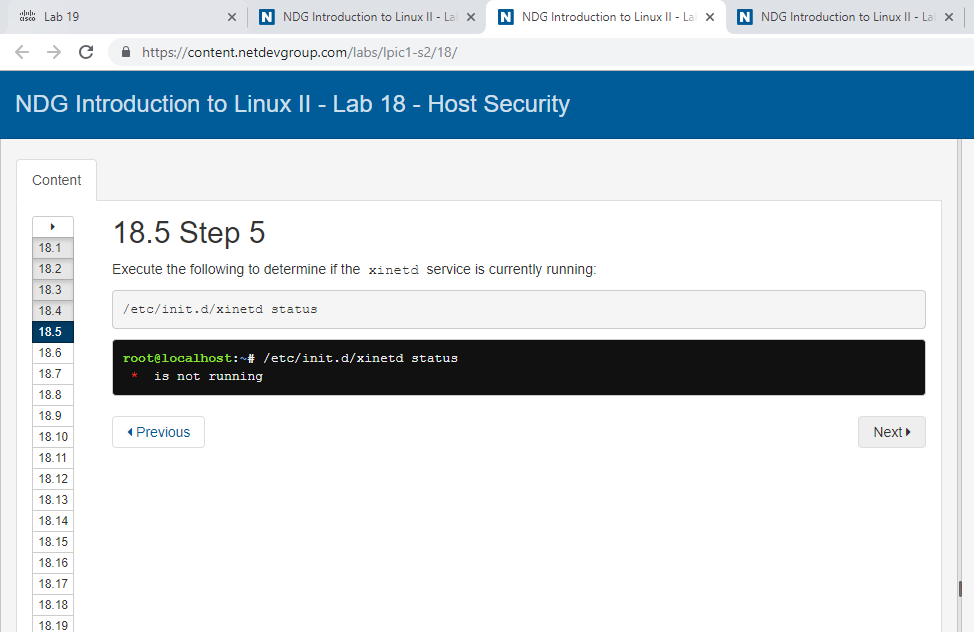 Lab 19
NDG Introduction to Linux II - La
NDG Introduction to Linux II - La
NDG Introduction to Linux II - Lal
https://content.netdevgroup.com/labs/lpic1-s2/18/
NDG Introduction to Linux II - Lab 18 - Host Security
Content
18.1
18.2
18.3
18.4
18.5
18.6
18.7
18.8
18.9
18.10
18.11
18.12
18.13
18.14
18.15
18.16
18.17
18.18
18.19
18.5 Step 5
Execute the following to determine if the xinetd service is currently running:
/etc/init.d/xinetd status
root@localhost:~# /etc/init.d/xinetd status
* is not running
Previous
Next